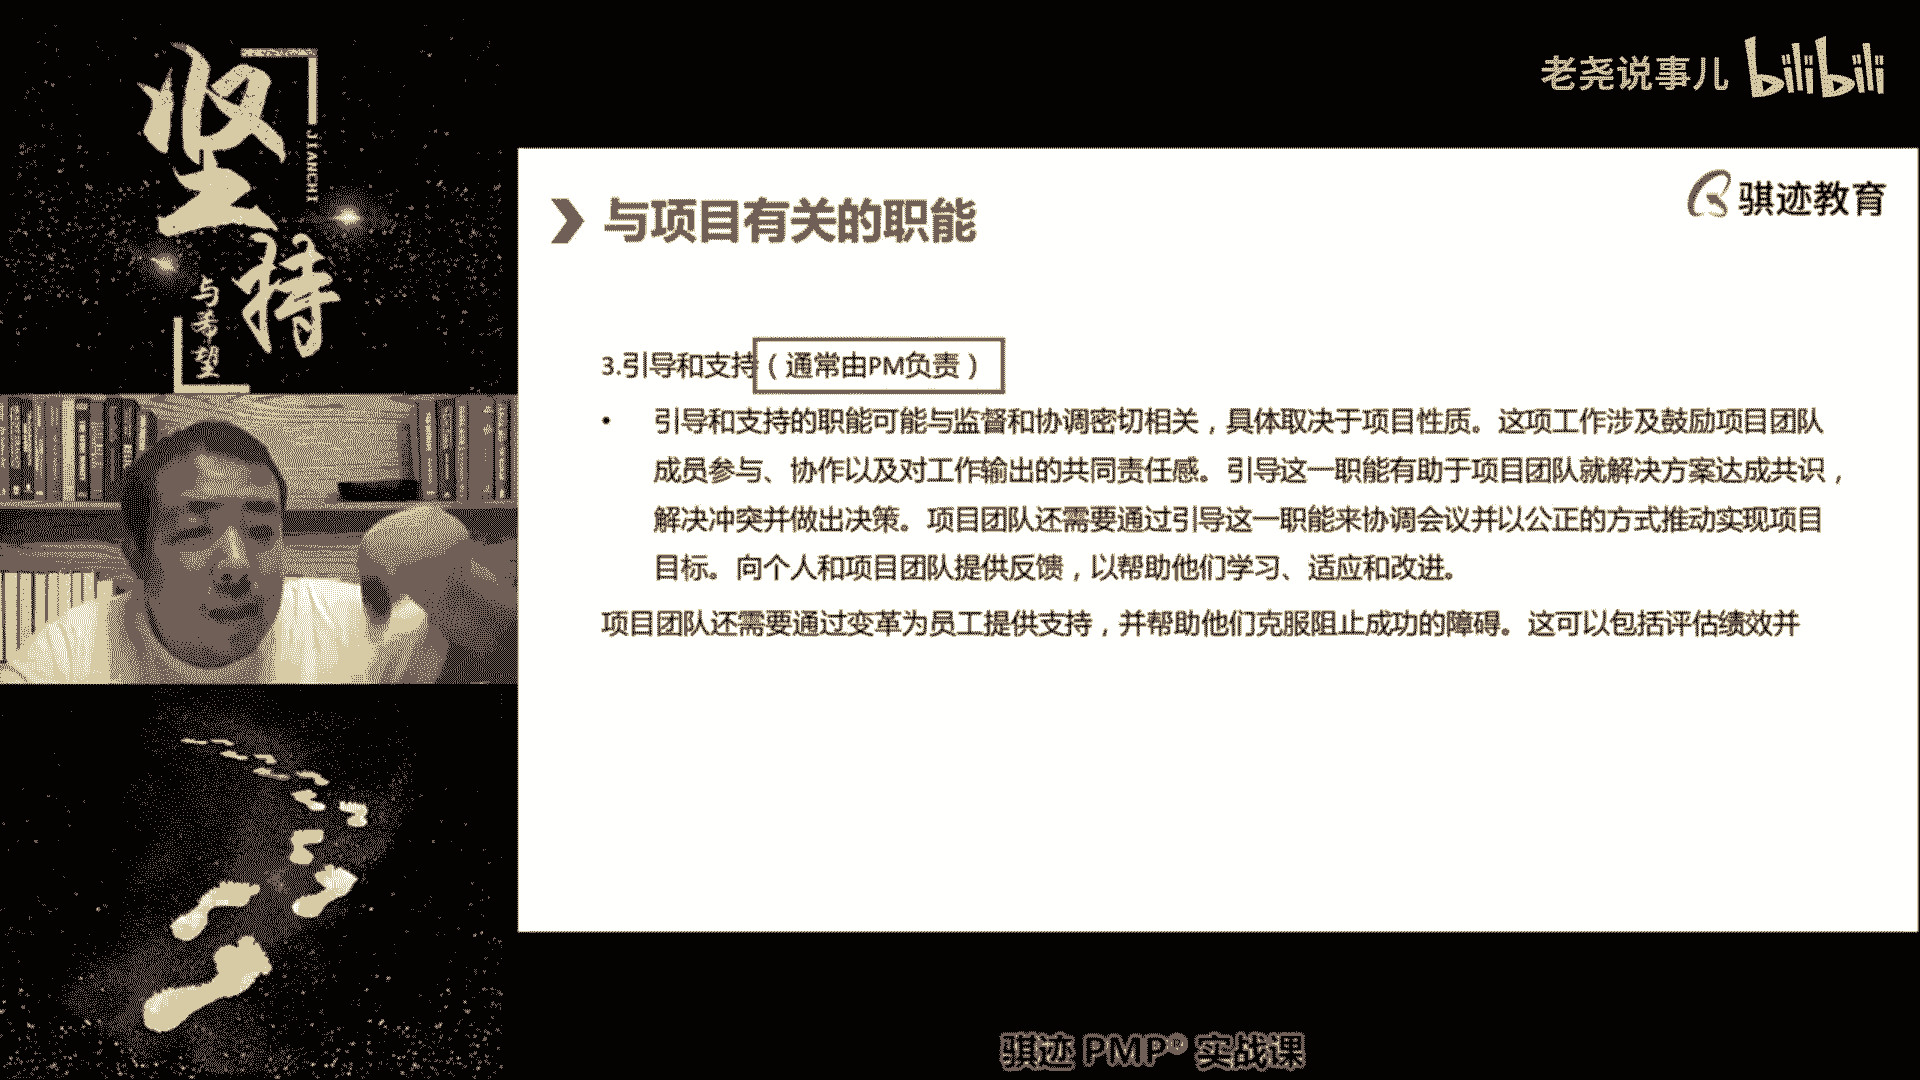 坚持
JIANCHI
与希望
老尧说事儿 bilibili
骐迹教育
与项目有关的职能
3.引导和支持（通常由PM负责）
• 引导和支持的职能可能与监督和协调密切相关，具体取决于项目性质。这项工作涉及鼓励项目团队
成员参与、协作以及对工作输出的共同责任感。引导这一职能有助于项目团队就解决方案达成共识，
解决冲突并做出决策。项目团队还需要通过引导这一职能来协调会议并以公正的方式推动实现项目
目标。向个人和项目团队提供反馈，以帮助他们学习、适应和改进。
项目团队还需要通过变革为员工提供支持，并帮助他们克服阻止成功的障碍。这可以包括评估绩效并
骐迹 PMP® 实战课